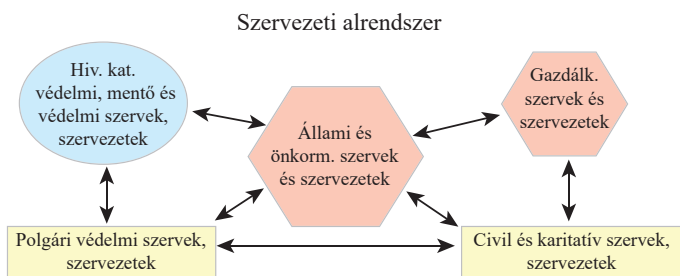 Szervezeti alrendszer
Hiv. kat.
védelmi, mentő és
védelmi szervek,
szervezetek
Gazdálk.
szervek és
szervezetek
Állami és
önkorm. szervek
és szervezetek
Polgári védelmi szervek,
szervezetek
Civil és karitatív szervek,
szervezetek